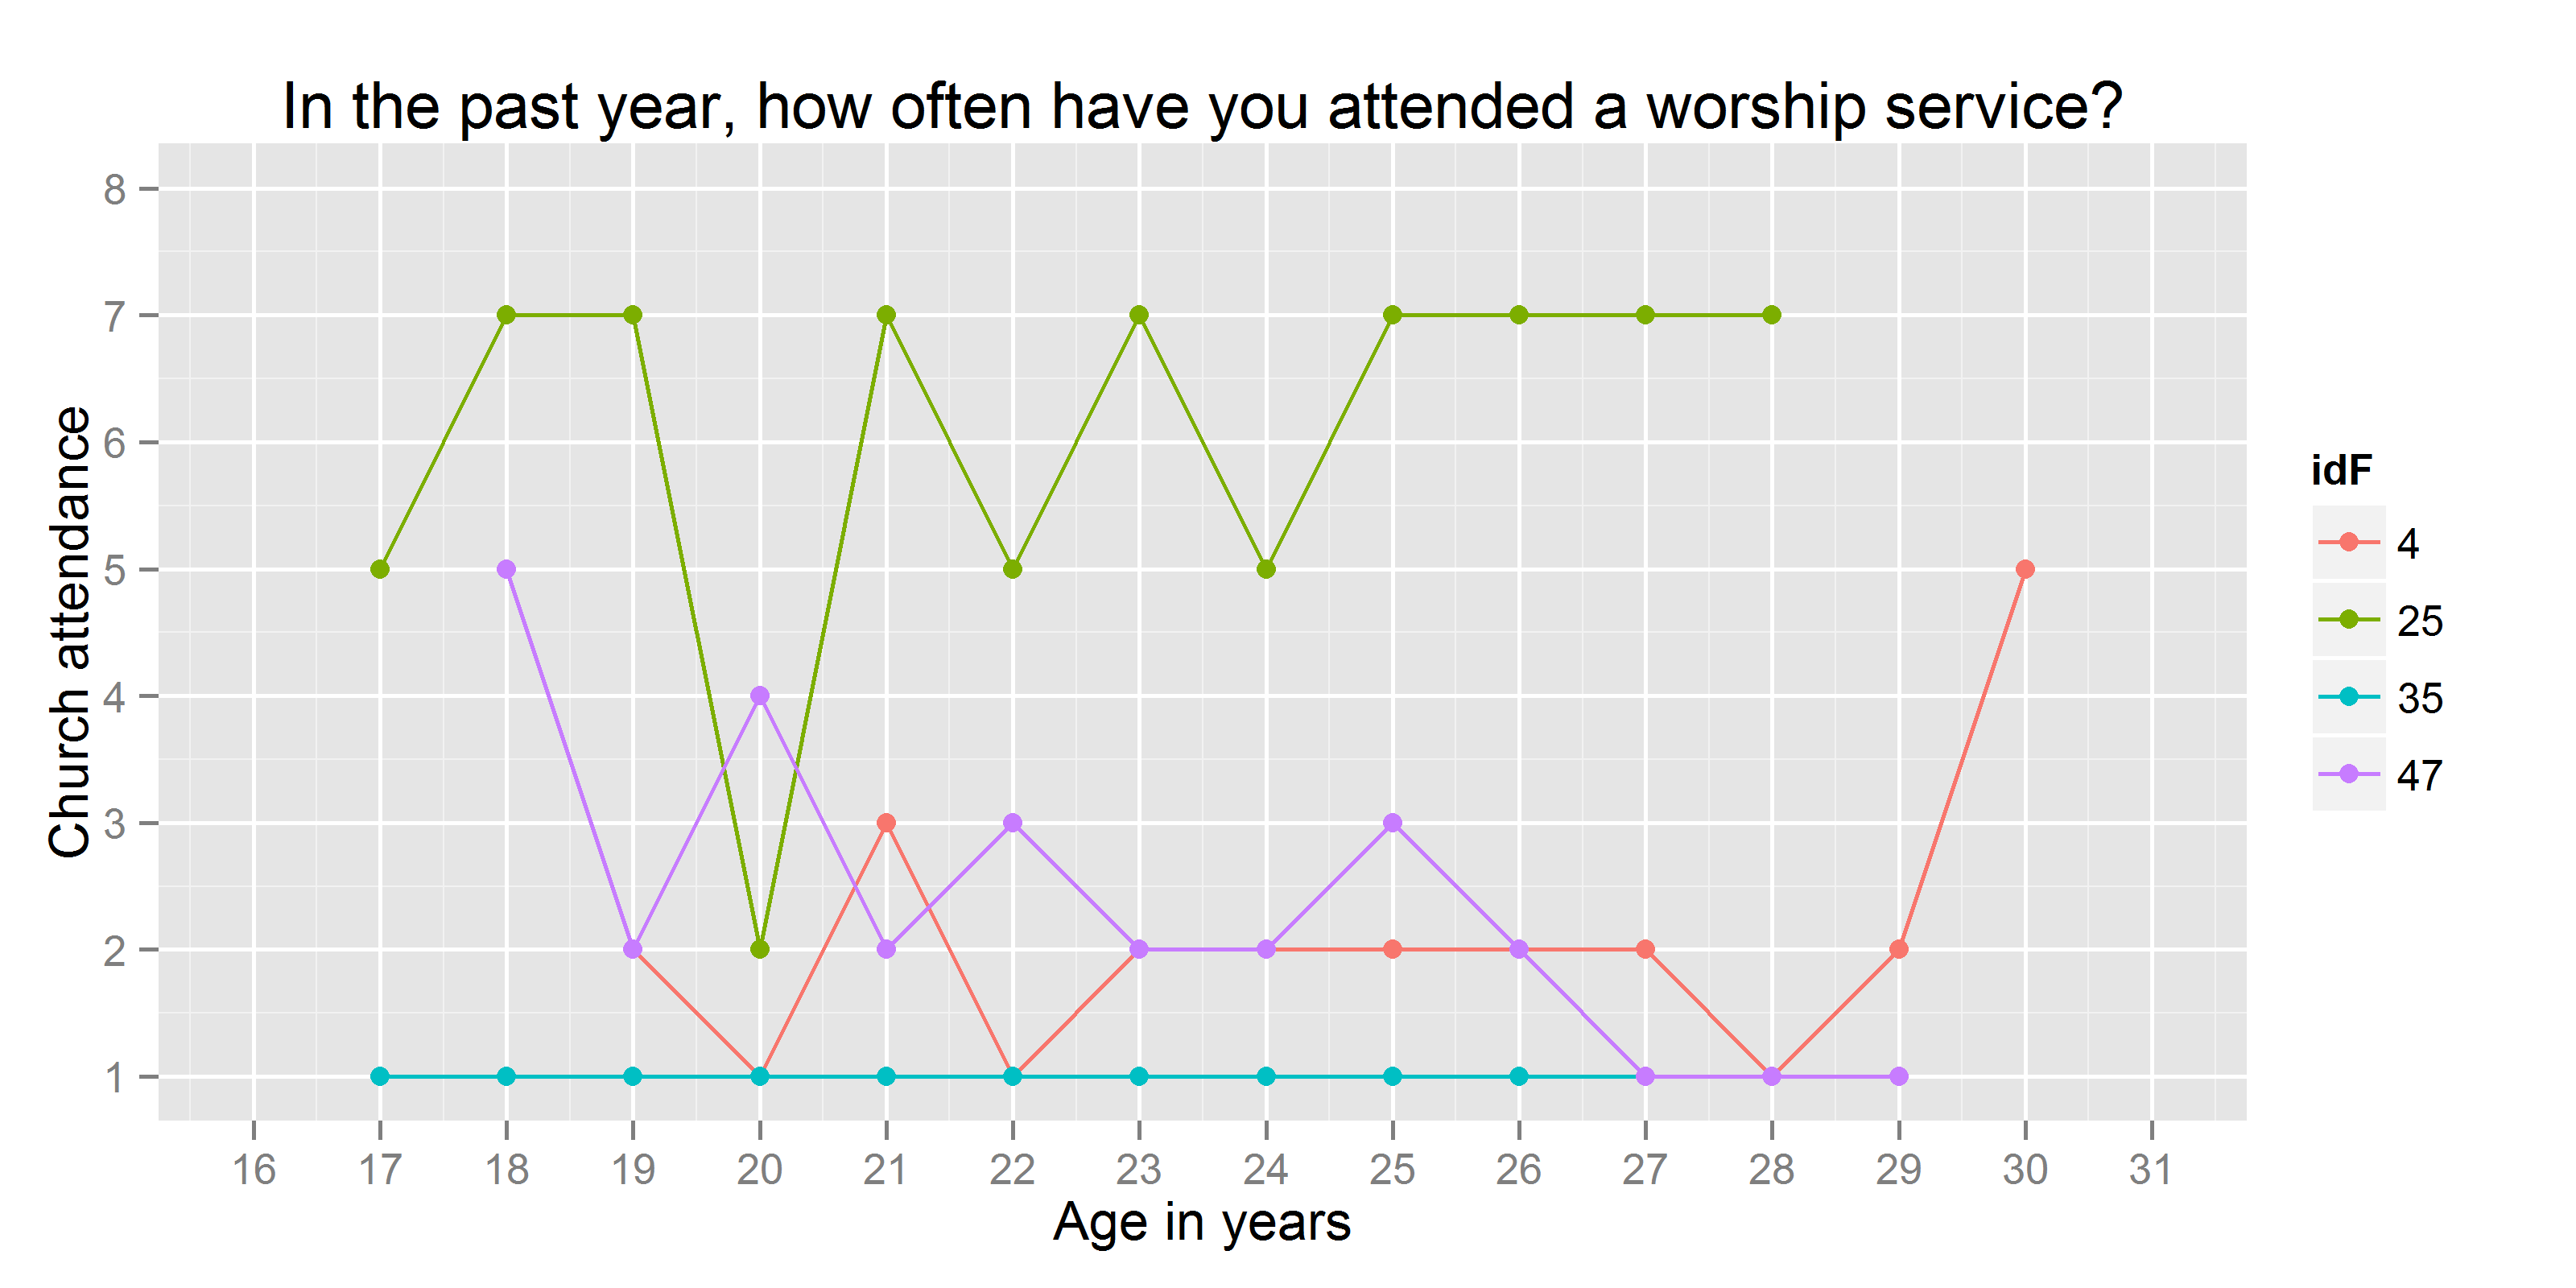 In the past year, how often have you attended a worship service?
Church attendance
8
7
6
5
4
3
2
1
16 17 18 19 20 21 22 23 24 25 26 27 28 29 30 31
Age in years
idF
4
25
35
47